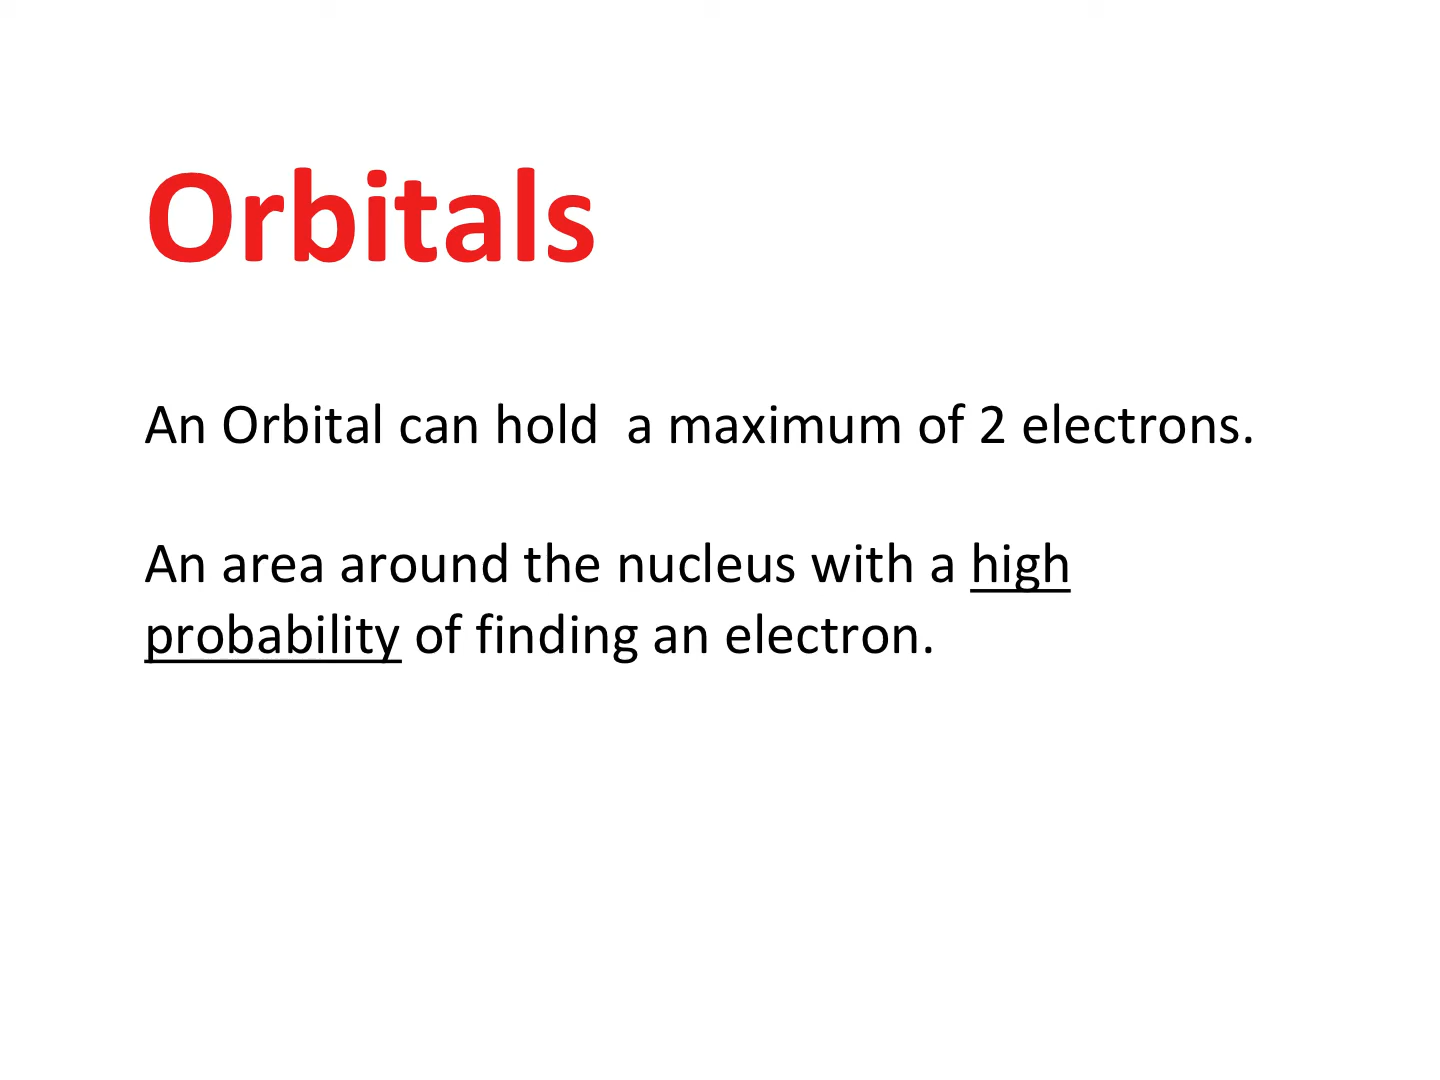 Orbitals
An Orbital can hold  a maximum of 2 electrons.
An area around the nucleus with a high
probability of finding an electron.